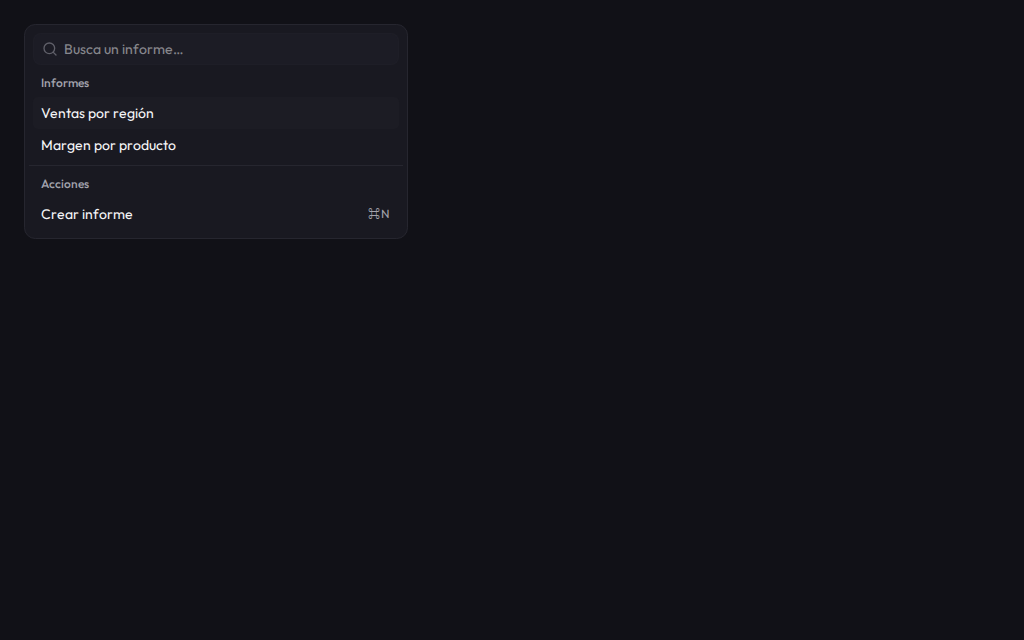 Busca un informe…
Informes
Ventas por región
Margen por producto
Acciones
Crear informe ⌘N